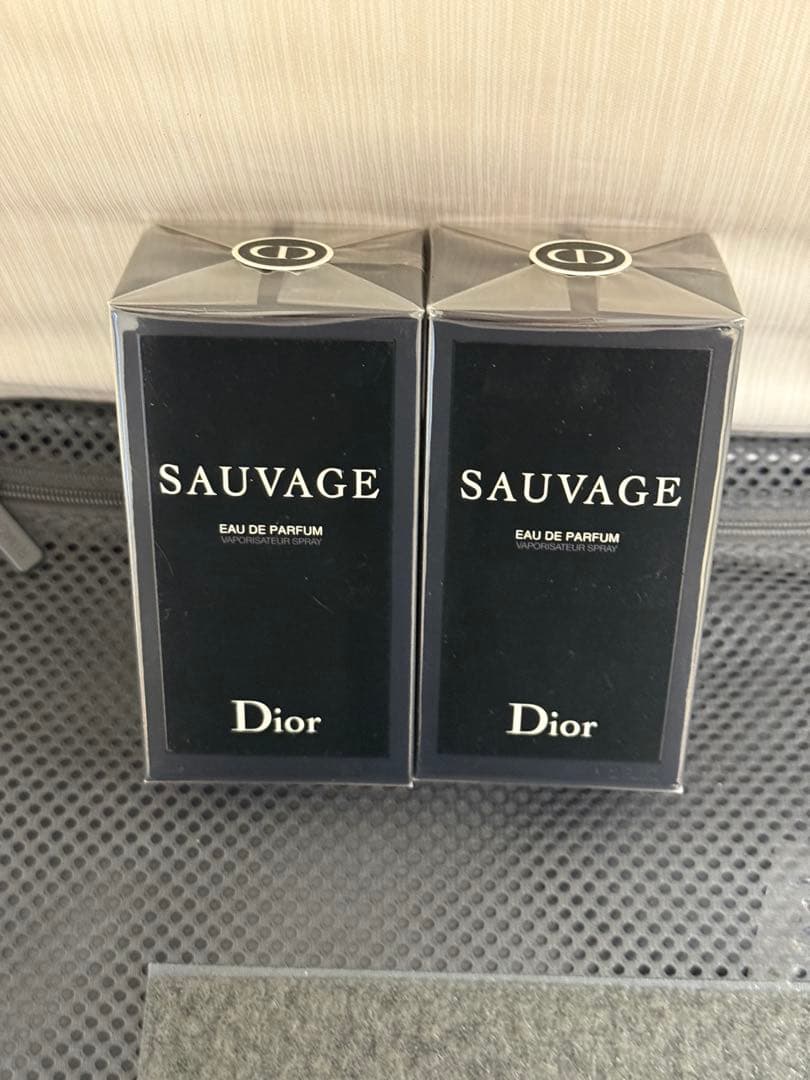 SAUVAGE
EAU DE PARFUM
VAPORISATEUR SPRAY
Dior
SAUVAGE
EAU DE PARFUM
VAPORISATEUR SPRAY
Dior